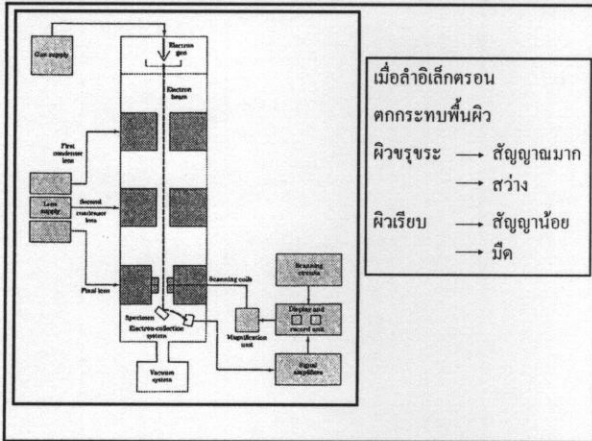 Gun supply
Electron
gun
Electron
beam
First
condenser
lens
Lens
supply
Second
condenser
lens
Final lens
Scanning coils
Scanning
circuits
Specimen
Electron-collection
system
Magnification
unit
Display and
record unit
Vacuum
system
Signal
amplifiers
เมื่อลำอิเล็กตรอน
ตกกระทบพื้นผิว
ผิวขรุขระ → สัญญาณมาก
→ สว่าง
ผิวเรียบ → สัญญาน้อย
→ มืด